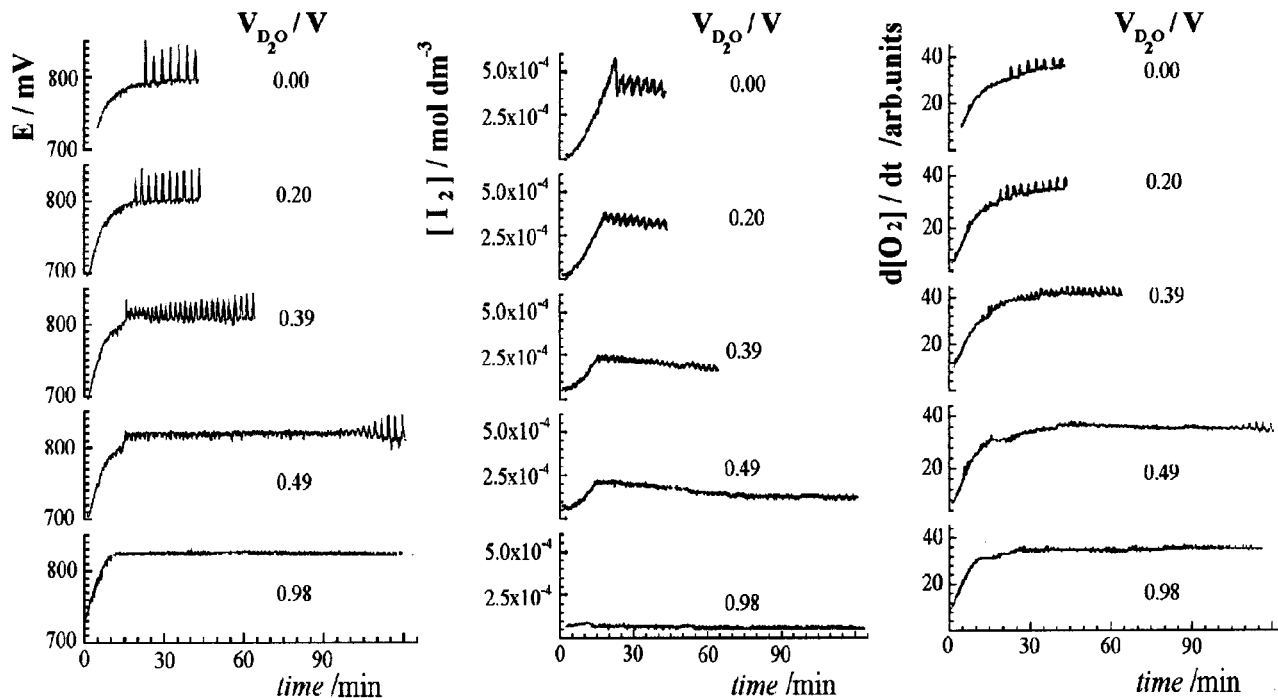 V_D₂O / V
E / mV
800
700
0.00
800
700
0.20
800
700
0.39
800
700
0.49
800
700
0.98
0 30 60 90
time /min
V_D₂O / V
[ I ₂ ] / mol dm⁻³
5.0x10⁻⁴
2.5x10⁻⁴
0.00
5.0x10⁻⁴
2.5x10⁻⁴
0.20
5.0x10⁻⁴
2.5x10⁻⁴
0.39
5.0x10⁻⁴
2.5x10⁻⁴
0.49
5.0x10⁻⁴
2.5x10⁻⁴
0.98
0 30 60 90
time /min
V_D₂O / V
d[O ₂] / dt /arb.units
40
20
0.00
40
20
0.20
40
20
0.39
40
20
0.49
40
20
0.98
0 30 60 90
time /min